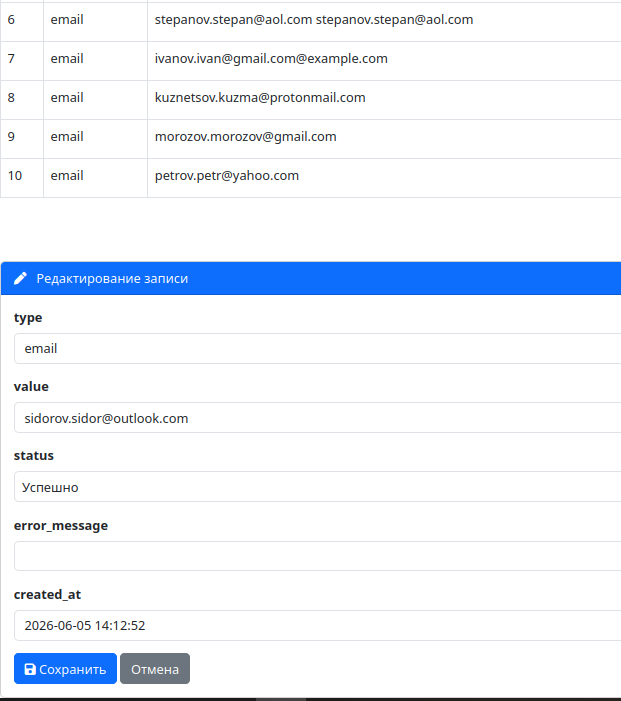 6 email stepanov.stepan@aol.com stepanov.stepan@aol.com
7 email ivanov.ivan@gmail.com@example.com
8 email kuznetsov.kuzma@protonmail.com
9 email morozov.morozov@gmail.com
10 email petrov.petr@yahoo.com
Редактирование записи
type
email
value
sidorov.sidor@outlook.com
status
Успешно
error_message
created_at
2026-06-05 14:12:52
Сохранить Отмена